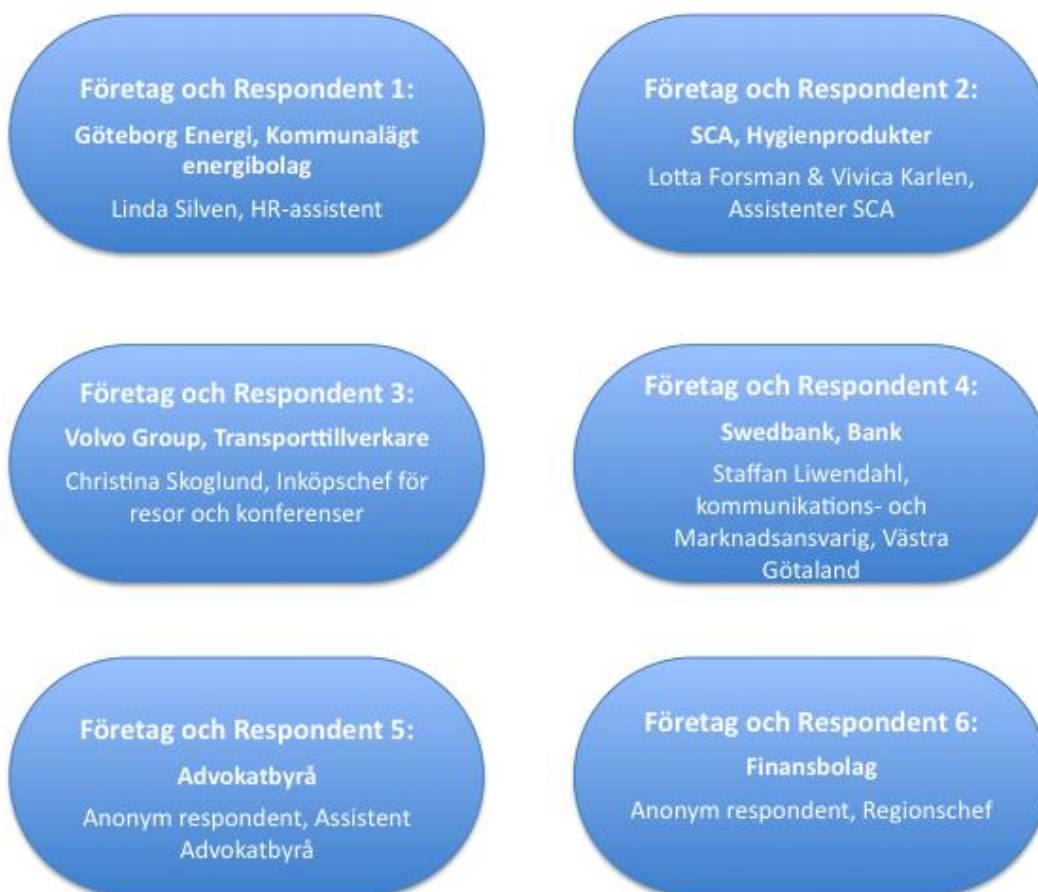 Företag och Respondent 1:
Göteborg Energi, Kommunalägt
energibolag
Linda Silven, HR-assistent
Företag och Respondent 2:
SCA, Hygienprodukter
Lotta Forsman & Vivica Karlen,
Assistenter SCA
Företag och Respondent 3:
Volvo Group, Transporttillverkare
Christina Skoglund, Inköpschef för
resor och konferenser
Företag och Respondent 4:
Swedbank, Bank
Staffan Liwendahl,
kommunikations- och
Marknadsansvarig, Västra
Götaland
Företag och Respondent 5:
Advokatbyrå
Anonym respondent, Assistent
Advokatbyrå
Företag och Respondent 6:
Finansbolag
Anonym respondent, Regionschef